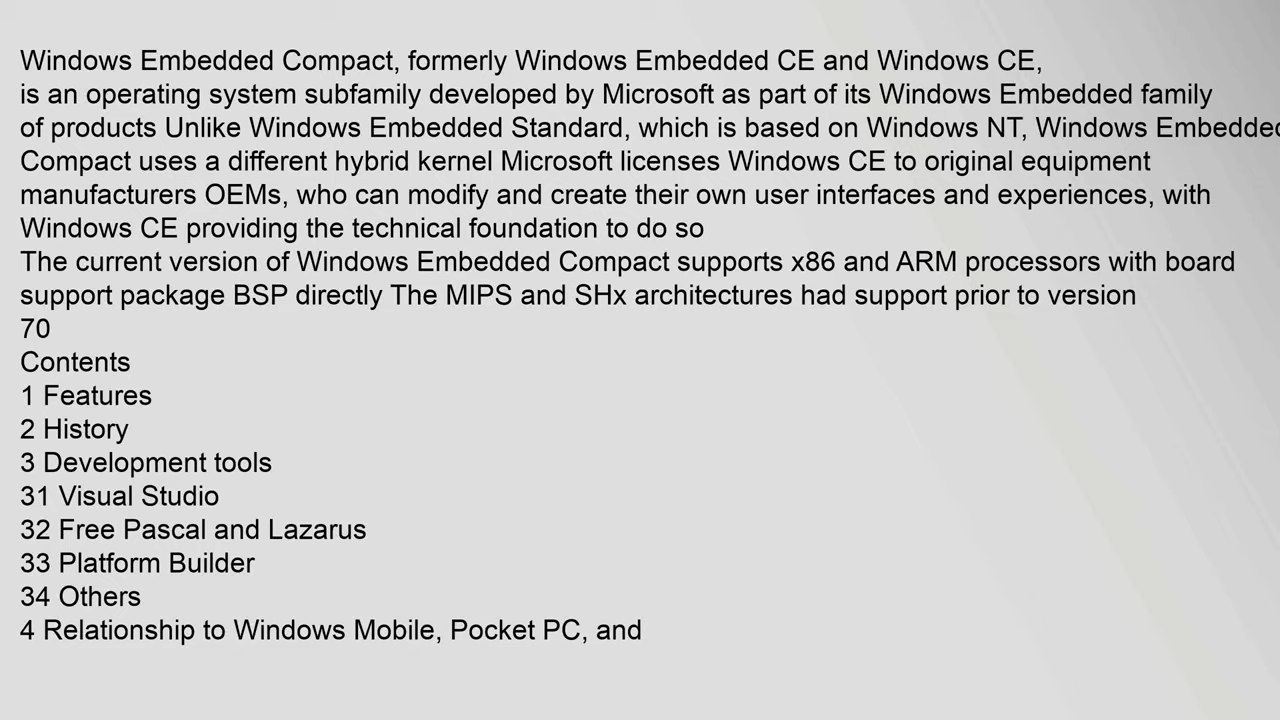 Windows Embedded Compact, formerly Windows Embedded CE and Windows CE,
is an operating system subfamily developed by Microsoft as part of its Windows Embedded family
of products Unlike Windows Embedded Standard, which is based on Windows NT, Windows Embedded
Compact uses a different hybrid kernel Microsoft licenses Windows CE to original equipment
manufacturers OEMs, who can modify and create their own user interfaces and experiences, with
Windows CE providing the technical foundation to do so
The current version of Windows Embedded Compact supports x86 and ARM processors with board
support package BSP directly The MIPS and SHx architectures had support prior to version
70
Contents
1 Features
2 History
3 Development tools
31 Visual Studio
32 Free Pascal and Lazarus
33 Platform Builder
34 Others
4 Relationship to Windows Mobile, Pocket PC, and